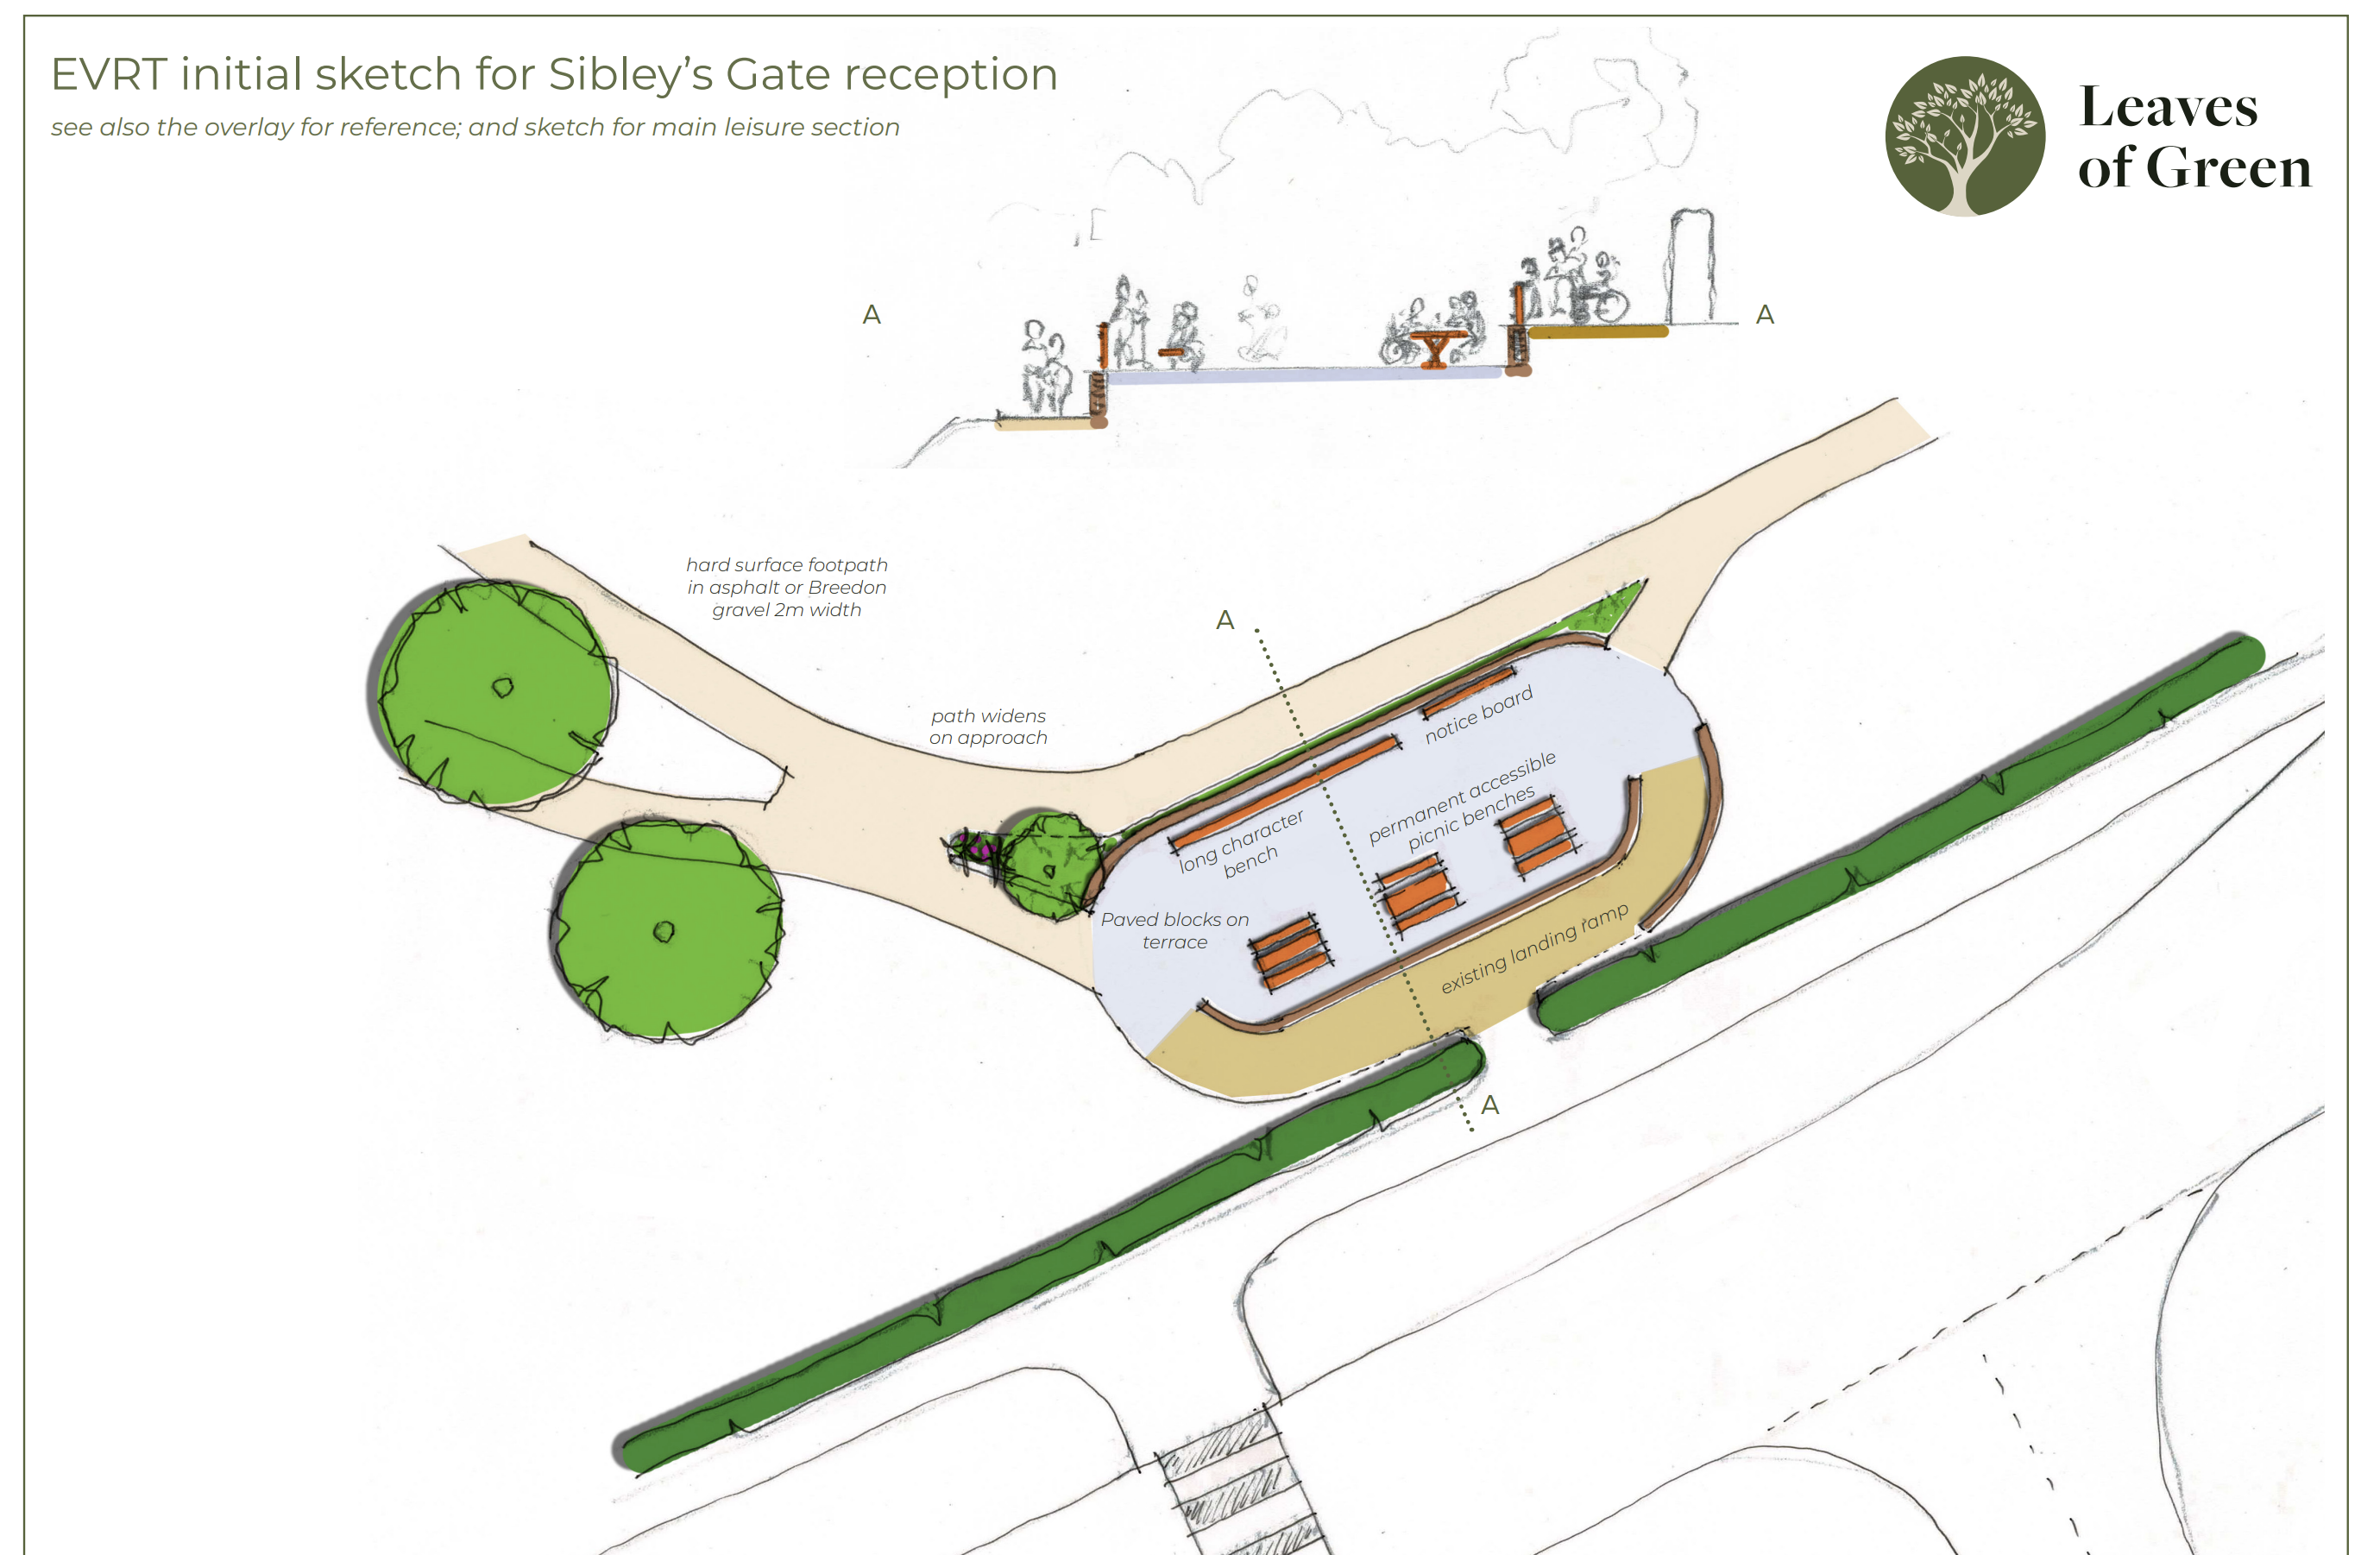 EVRT initial sketch for Sibley’s Gate reception
see also the overlay for reference; and sketch for main leisure section
Leaves
of Green
A
A
hard surface footpath
in asphalt or Breedon
gravel 2m width
A
path widens
on approach
notice board
long character
bench
permanent accessible
picnic benches
Paved blocks on
terrace
existing landing ramp
A